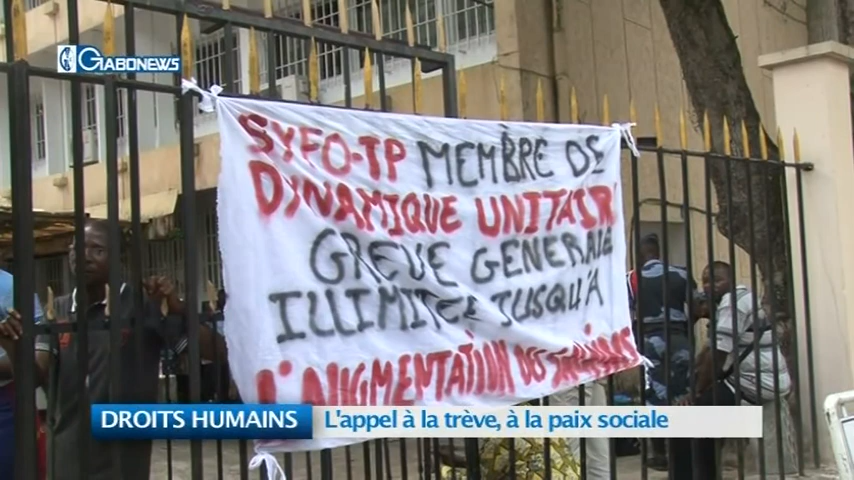 GABONEWS
SYFO-TP MEMBRE DE
DYNAMIQUE UNITAIRE
GREVE GENERALE
ILLIMITEE JUSQU'À
L'AUGMENTATION DES SALAIRES
DROITS HUMAINS
L'appel à la trève, à la paix sociale